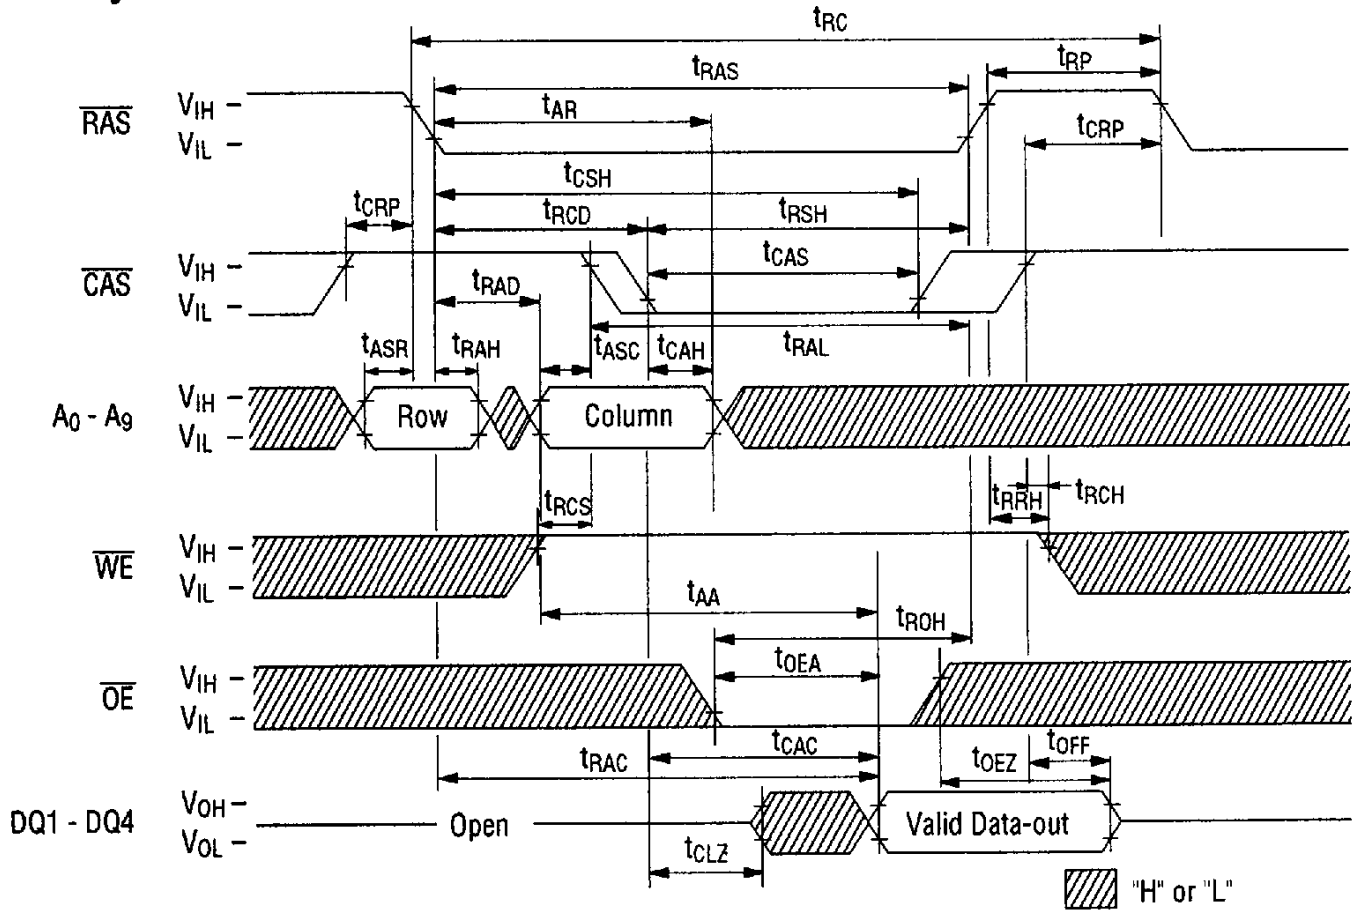 tRC
tRAS tRP
RAS VIH –
VIL –
tAR tCRP
tCSH
tCRP tRCD tRSH
CAS VIH –
VIL –
tCAS
tRAD
tASR tRAH tASC tCAH tRAL
A0 - A9 VIH –
VIL –
Row Column
tRCS tRRH tRCH
WE VIH –
VIL –
tAA tROH
OE VIH –
VIL –
tOEA
tRAC tCAC tOEZ tOFF
DQ1 - DQ4 VOH –
VOL –
Open Valid Data-out
tCLZ
"H" or "L"